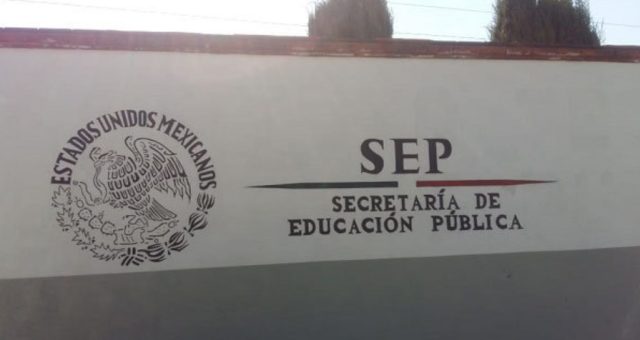 ESTADOS UNIDOS MEXICANOS
SEP
SECRETARÍA DE
EDUCACIÓN PÚBLICA